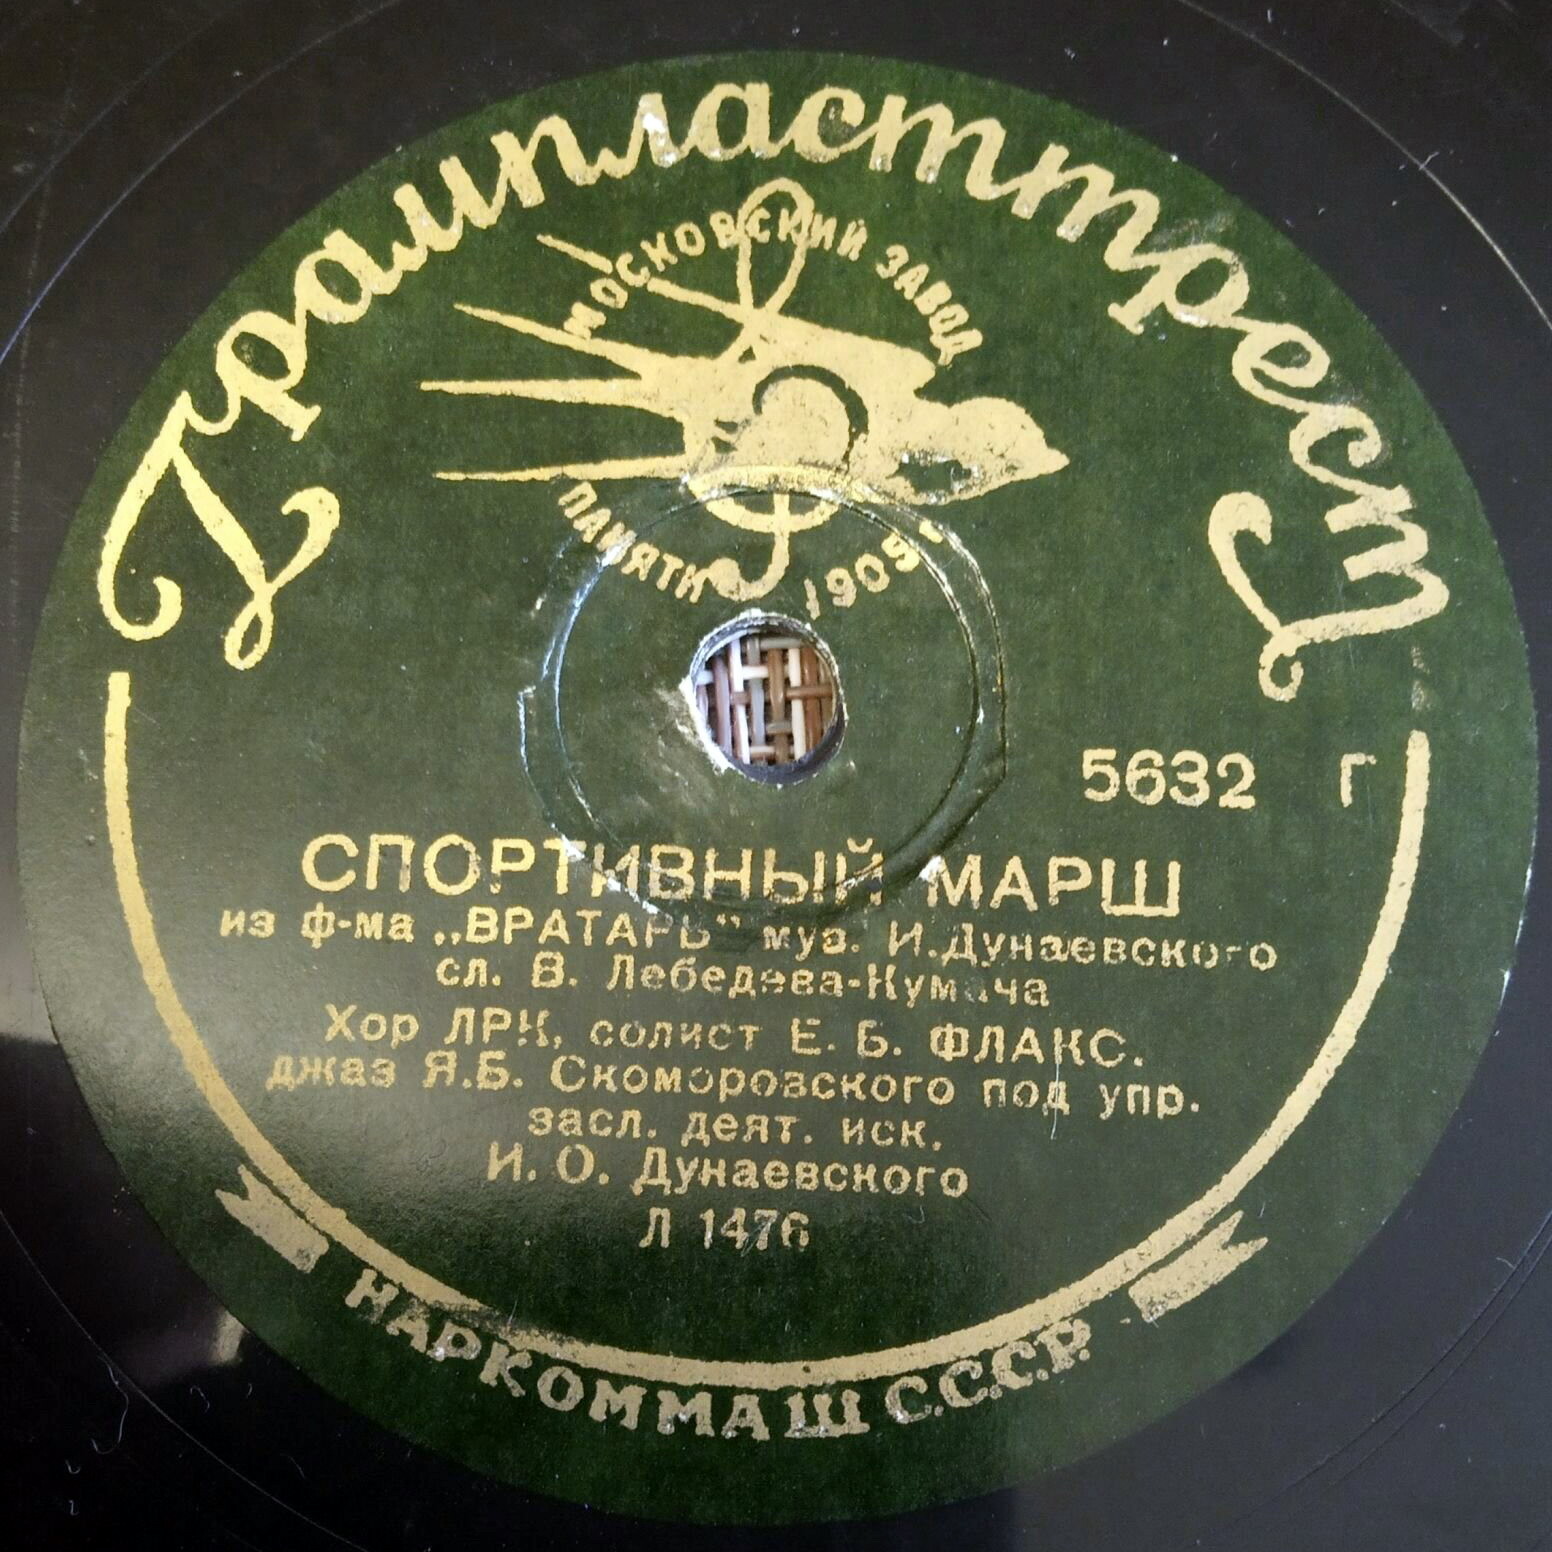 Грампласттрест
МОСКОВСКИЙ ЗАВОД
ПАМЯТИ 1905 г
5632 Г
СПОРТИВНЫЙ МАРШ
из ф-ма „ВРАТАРЬ" муз. И.Дунаевского
сл. В. Лебедева-Кумача
Хор ЛРК, солист Е. Б. ФЛАКС.
джаз Я.Б. Скоморовского под упр.
засл. деят. иск.
И. О. Дунаевского
Л 1476
НАРКОММАШ С.С.С.Р.